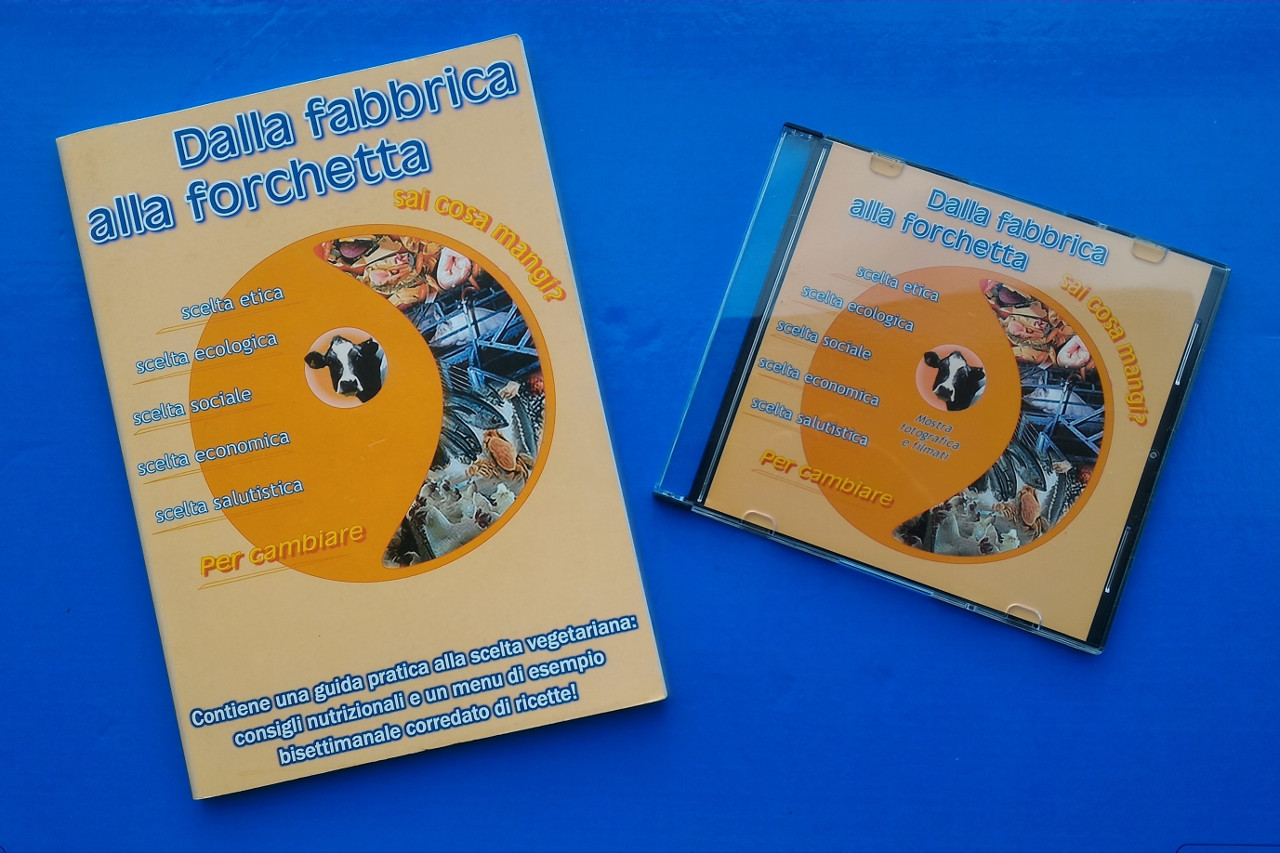 Dalla fabbrica
alla forchetta
sai cosa mangi?
scelta etica
scelta ecologica
scelta sociale
scelta economica
scelta salutistica
Per cambiare
Contiene una guida pratica alla scelta vegetariana:
consigli nutrizionali e un menu di esempio
bisettimanale corredato di ricette!
Dalla fabbrica
alla forchetta
sai cosa mangi?
scelta etica
scelta ecologica
scelta sociale
scelta economica
scelta salutistica
Mostra
fotografica
e filmati
Per cambiare